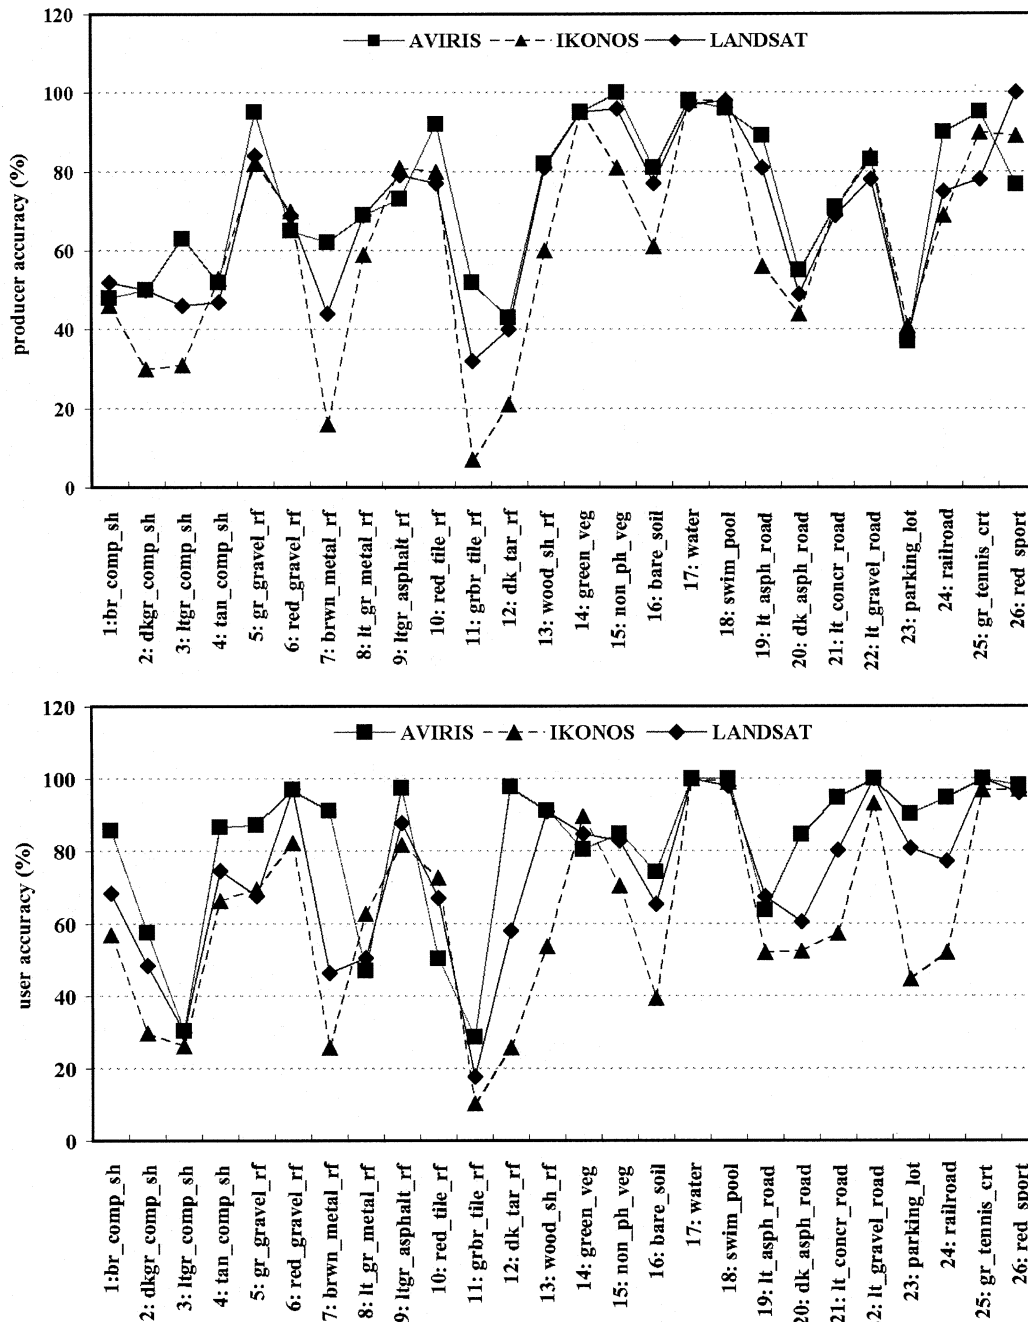 120
AVIRIS IKONOS LANDSAT
100
80
60
40
20
0
producer accuracy (%)
1:br_comp_sh
2: dkgr_comp_sh
3: ltgr_comp_sh
4: tan_comp_sh
5: gr_gravel_rf
6: red_gravel_rf
7: brwn_metal_rf
8: lt_gr_metal_rf
9: ltgr_asphalt_rf
10: red_tile_rf
11: grbr_tile_rf
12: dk_tar_rf
13: wood_sh_rf
14: green_veg
15: non_ph_veg
16: bare_soil
17: water
18: swim_pool
19: lt_asph_road
20: dk_asph_road
21: lt_concr_road
22: lt_gravel_road
23: parking_lot
24: railroad
25: gr_tennis_crt
26: red_sport
120
AVIRIS IKONOS LANDSAT
100
80
60
40
20
0
user accuracy (%)
1:br_comp_sh
2: dkgr_comp_sh
3: ltgr_comp_sh
4: tan_comp_sh
5: gr_gravel_rf
6: red_gravel_rf
7: brwn_metal_rf
8: lt_gr_metal_rf
9: ltgr_asphalt_rf
10: red_tile_rf
11: grbr_tile_rf
12: dk_tar_rf
13: wood_sh_rf
14: green_veg
15: non_ph_veg
16: bare_soil
17: water
18: swim_pool
19: lt_asph_road
20: dk_asph_road
21: lt_concr_road
2: lt_gravel_road
23: parking_lot
24: railroad
25: gr_tennis_crt
26: red_sport